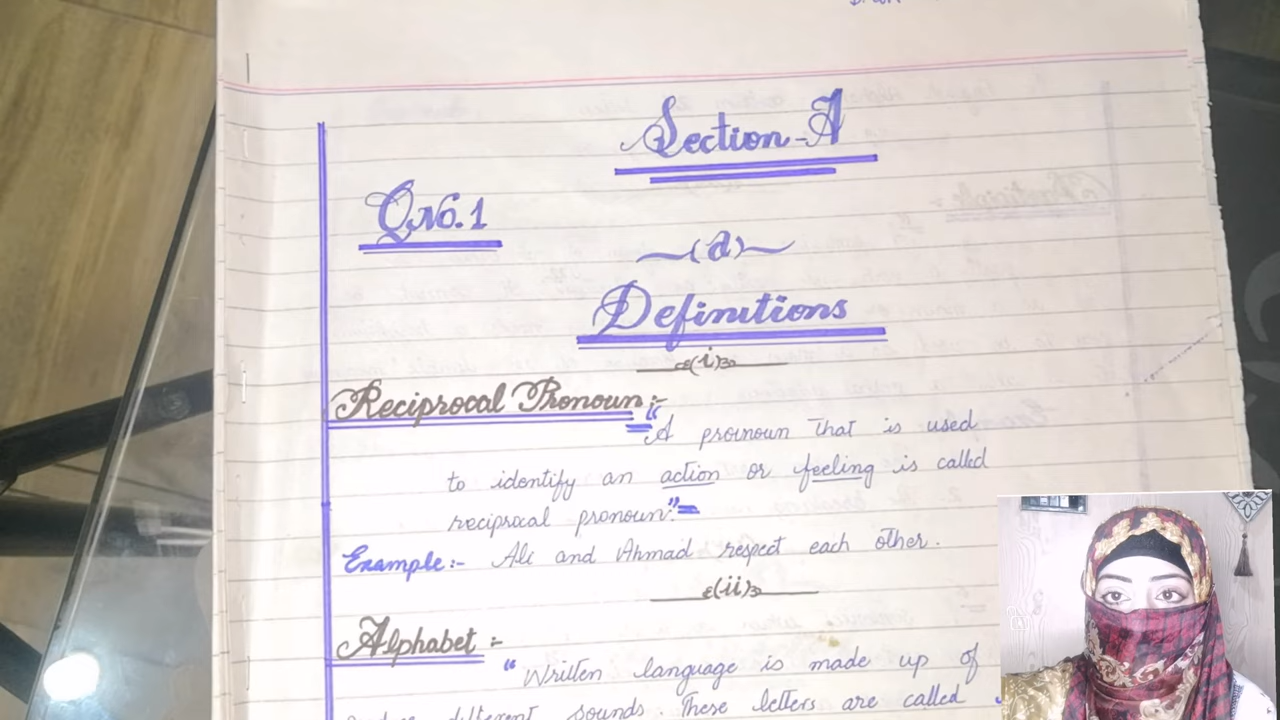 Section-A
Q.No.1
(a)
Definitions
(i)
Reciprocal Pronoun:-
"A pronoun that is used
to identify an action or feeling is called
reciprocal pronoun."
Example:- Ali and Ahmad respect each other.
(ii)
Alphabet:-
"Written language is made up of
different sounds. These letters are called